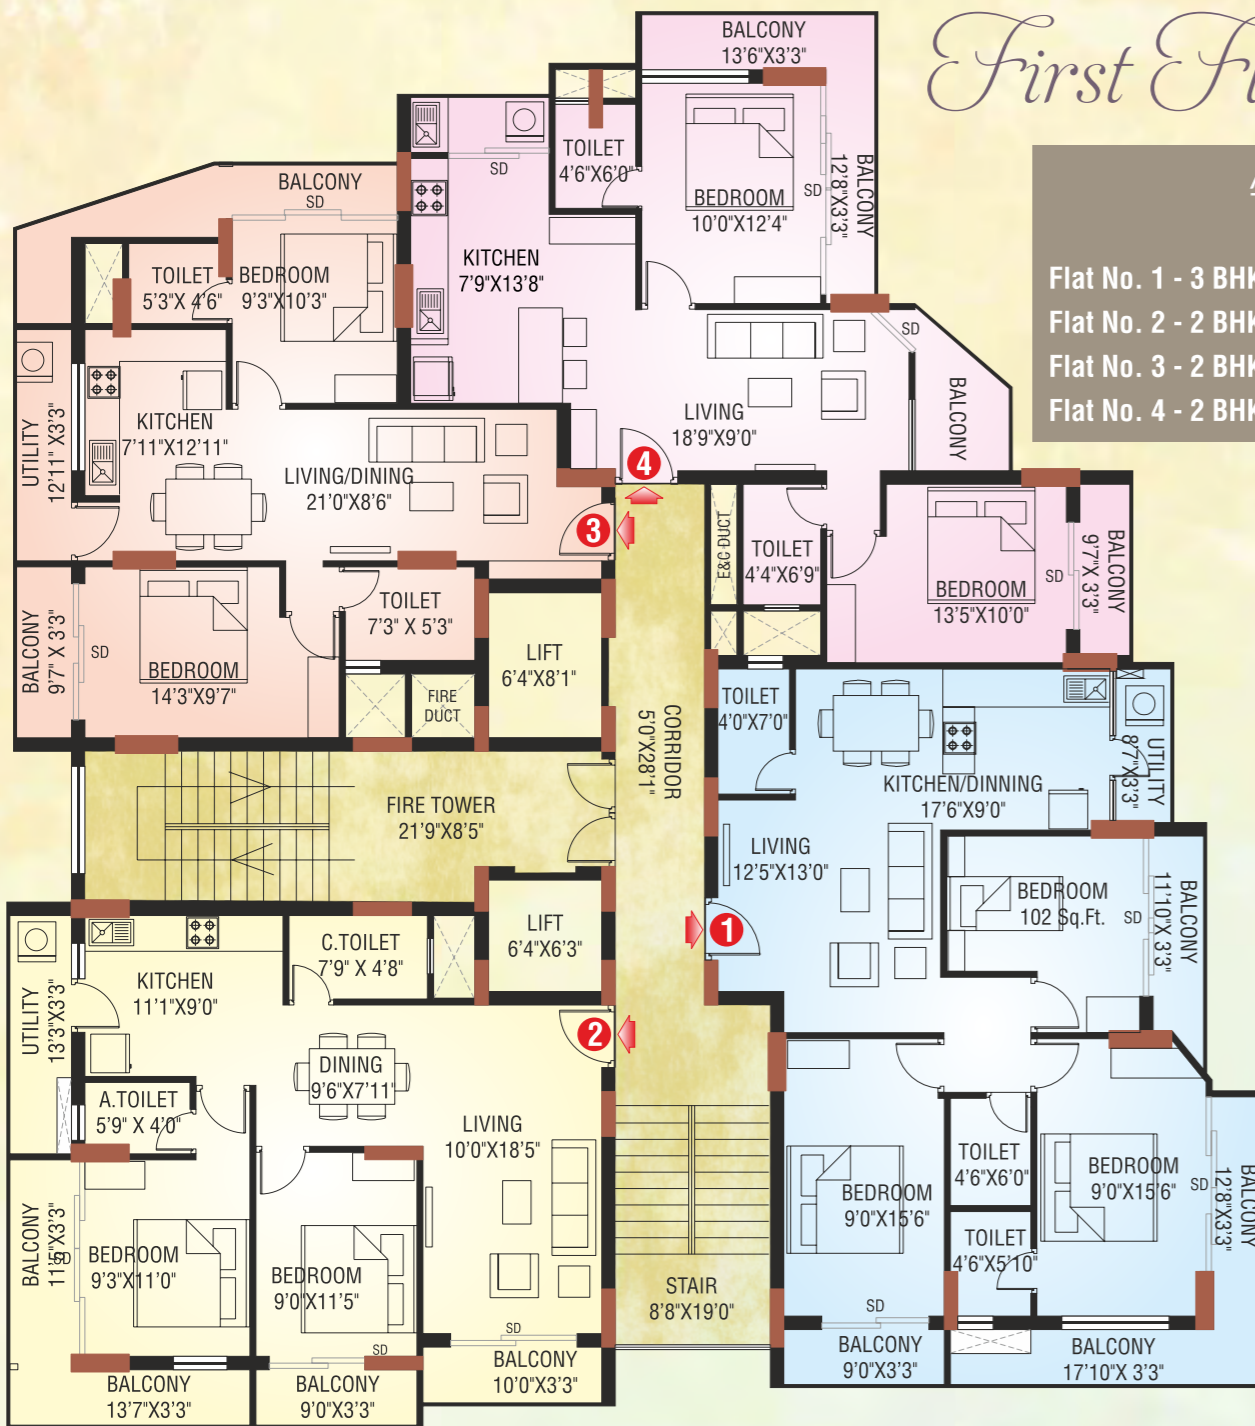 First
Flat No. 1 - 3 BHK
Flat No. 2 - 2 BHK
Flat No. 3 - 2 BHK
Flat No. 4 - 2 BHK
BALCONY
13'6"X3'3"
TOILET
4'6"X6'0"
BEDROOM
10'0"X12'4"
SD
BALCONY
12'8"X3'3"
SD
KITCHEN
7'9"X13'8"
LIVING
18'9"X9'0"
SD
BALCONY
4
E&C DUCT
TOILET
4'4"X6'9"
BEDROOM
13'5"X10'0"
SD
BALCONY
9'7"X 3'3"
BALCONY
SD
TOILET
5'3"X 4'6"
BEDROOM
9'3"X10'3"
UTILITY
12'11"X3'3"
KITCHEN
7'11"X12'11"
LIVING/DINING
21'0"X8'6"
3
BALCONY
9'7" X 3'3"
SD
BEDROOM
14'3"X9'7"
TOILET
7'3" X 5'3"
FIRE
DUCT
LIFT
6'4"X8'1"
CORRIDOR
5'0"X28'1"
FIRE TOWER
21'9"X8'5"
LIFT
6'4"X6'3"
TOILET
4'0"X7'0"
KITCHEN/DINNING
17'6"X9'0"
UTILITY
8'7"X3'3"
LIVING
12'5"X13'0"
1
BEDROOM
102 Sq.Ft.
SD
BALCONY
11'10"X 3'3"
BEDROOM
9'0"X15'6"
TOILET
4'6"X6'0"
TOILET
4'6"X5'10"
BEDROOM
9'0"X15'6"
SD
BALCONY
12'8"X3'3"
SD
BALCONY
9'0"X3'3"
BALCONY
17'10"X 3'3"
UTILITY
13'3"X3'3"
KITCHEN
11'1"X9'0"
C.TOILET
7'9" X 4'8"
2
DINING
9'6"X7'11"
A.TOILET
5'9" X 4'0"
LIVING
10'0"X18'5"
BALCONY
11'5"X3'3"
SD
BEDROOM
9'3"X11'0"
BEDROOM
9'0"X11'5"
SD
SD
BALCONY
13'7"X3'3"
BALCONY
9'0"X3'3"
BALCONY
10'0"X3'3"
STAIR
8'8"X19'0"